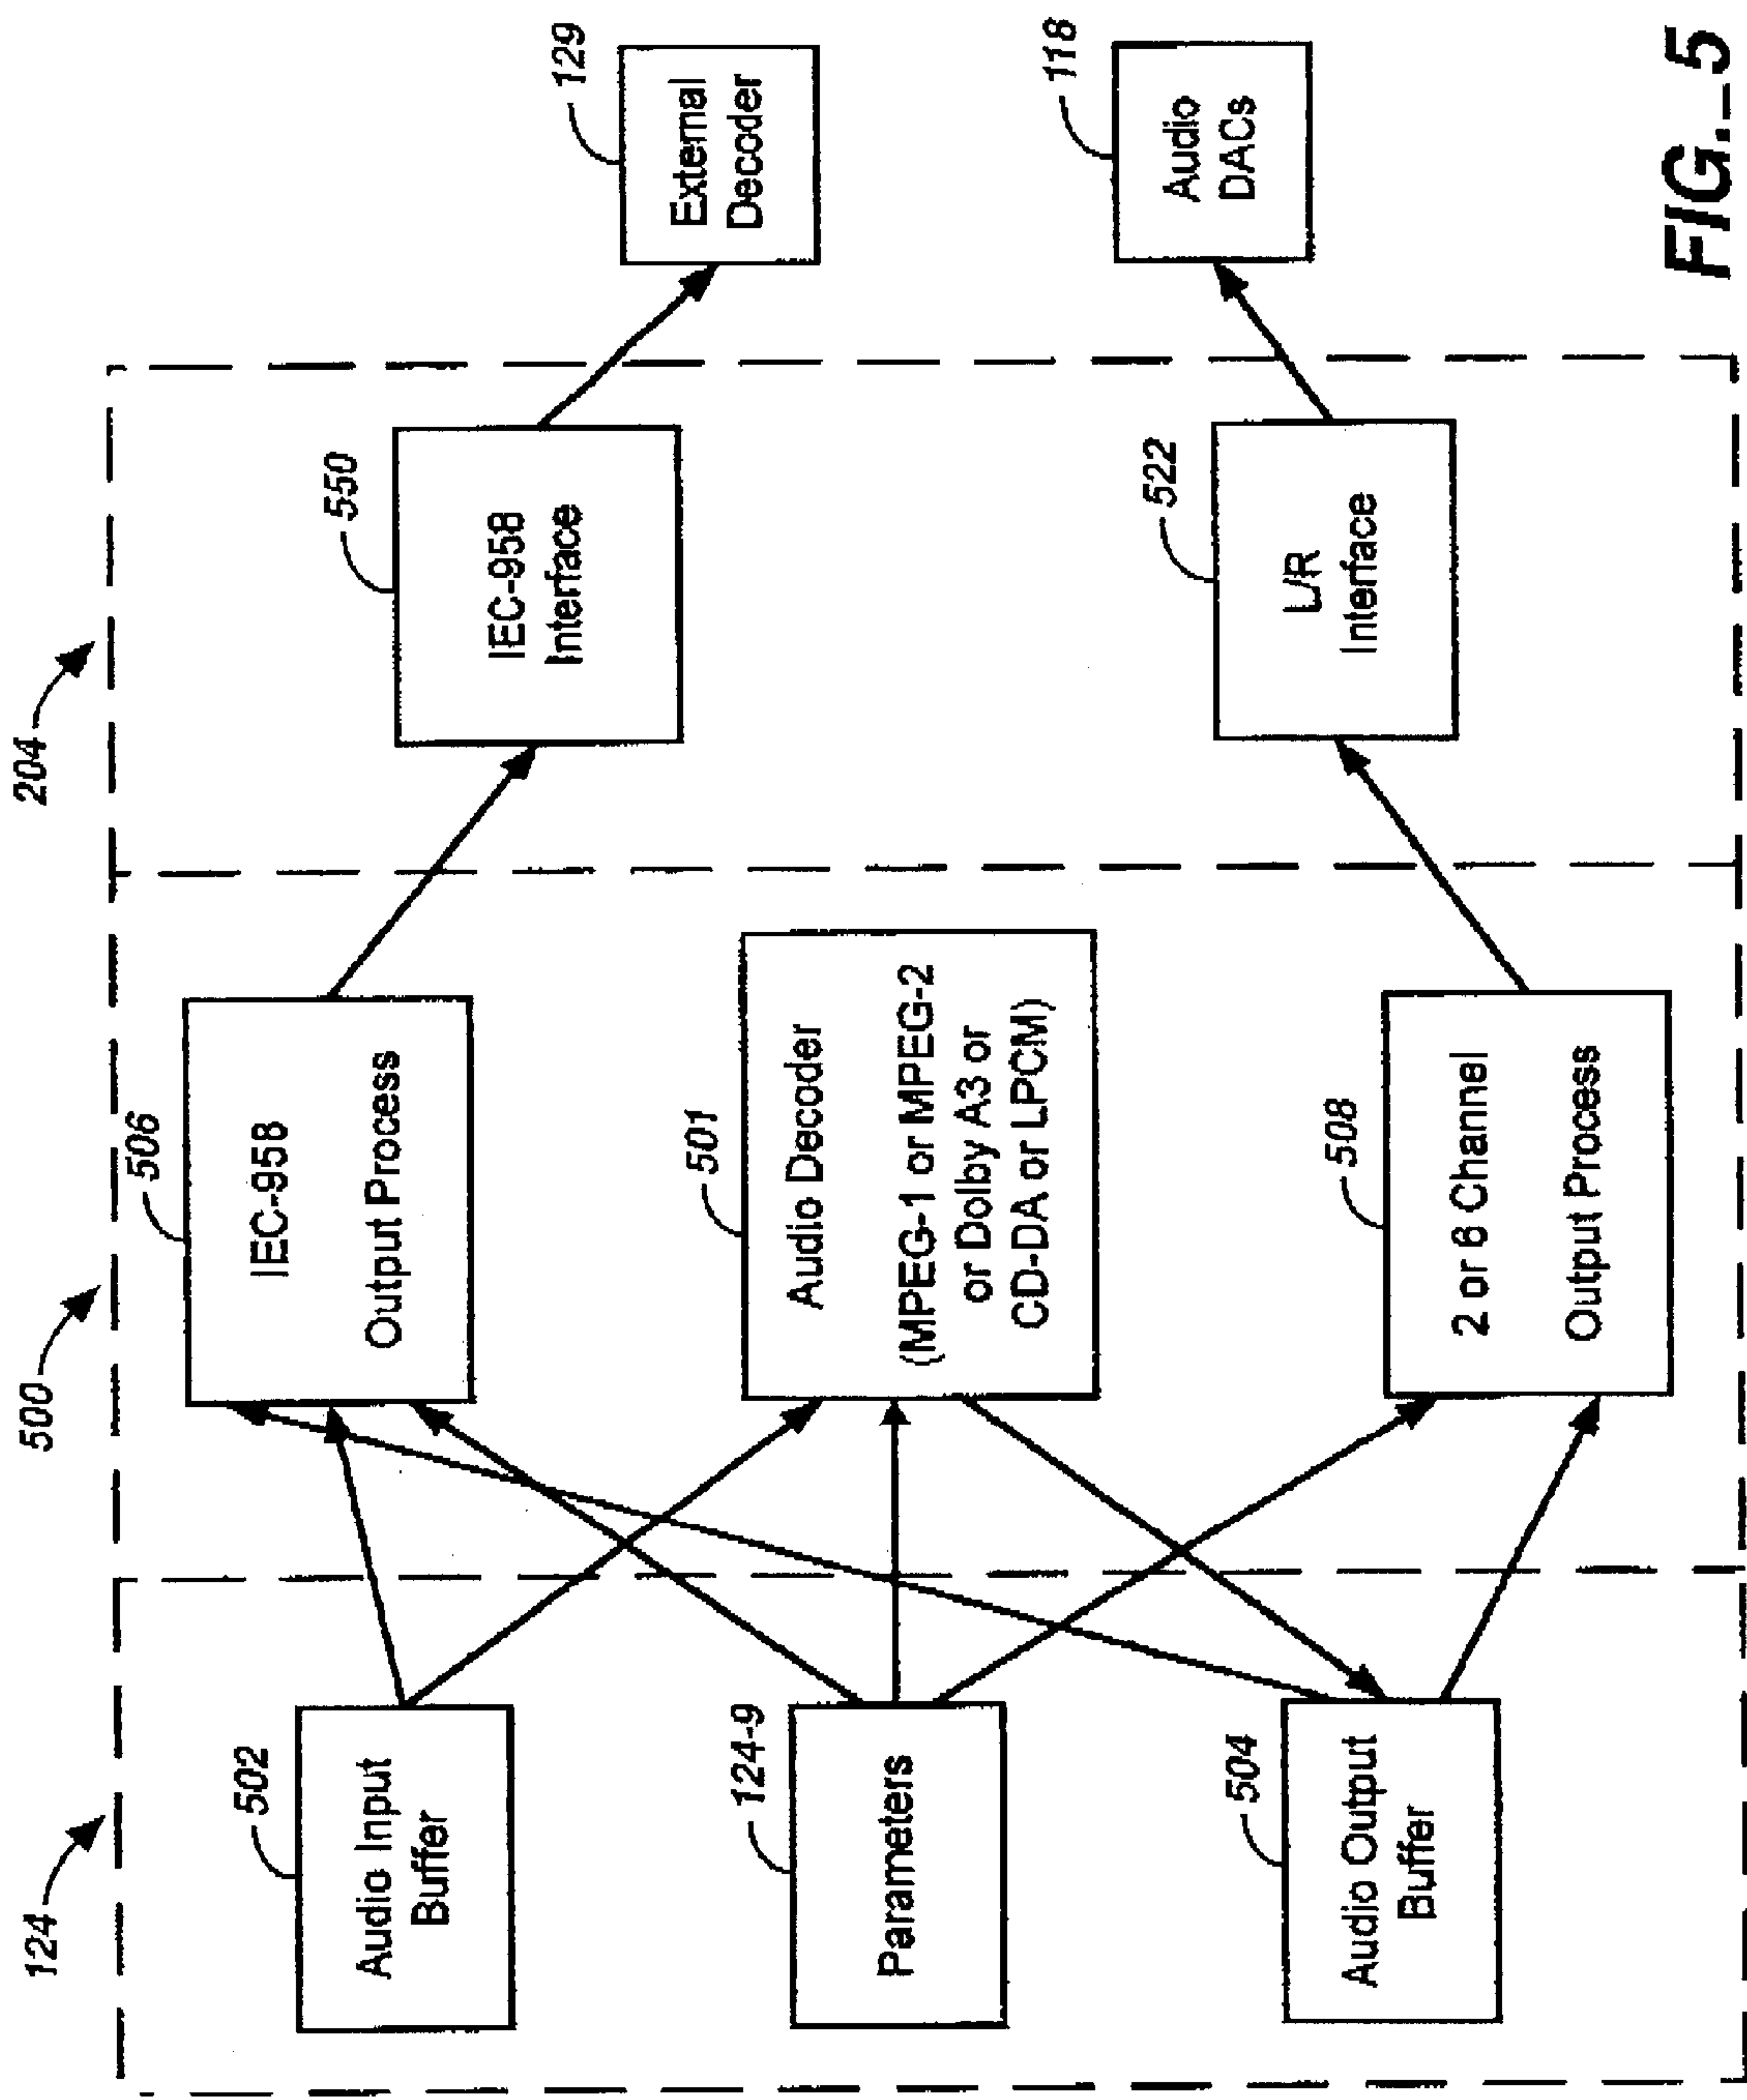 124
500
204
502
Audio Input
Buffer
124-9
Parameters
504
Audio Output
Buffer
506
IEC-958
Output Process
501
Audio Decoder
(MPEG-1 or MPEG-2
or Dolby A3 or
CD-DA or LPCM)
508
2 or 6 Channel
Output Process
550
IEC-958
Interface
522
L/R
Interface
129
External
Decoder
118
Audio
DACs
FIG._5